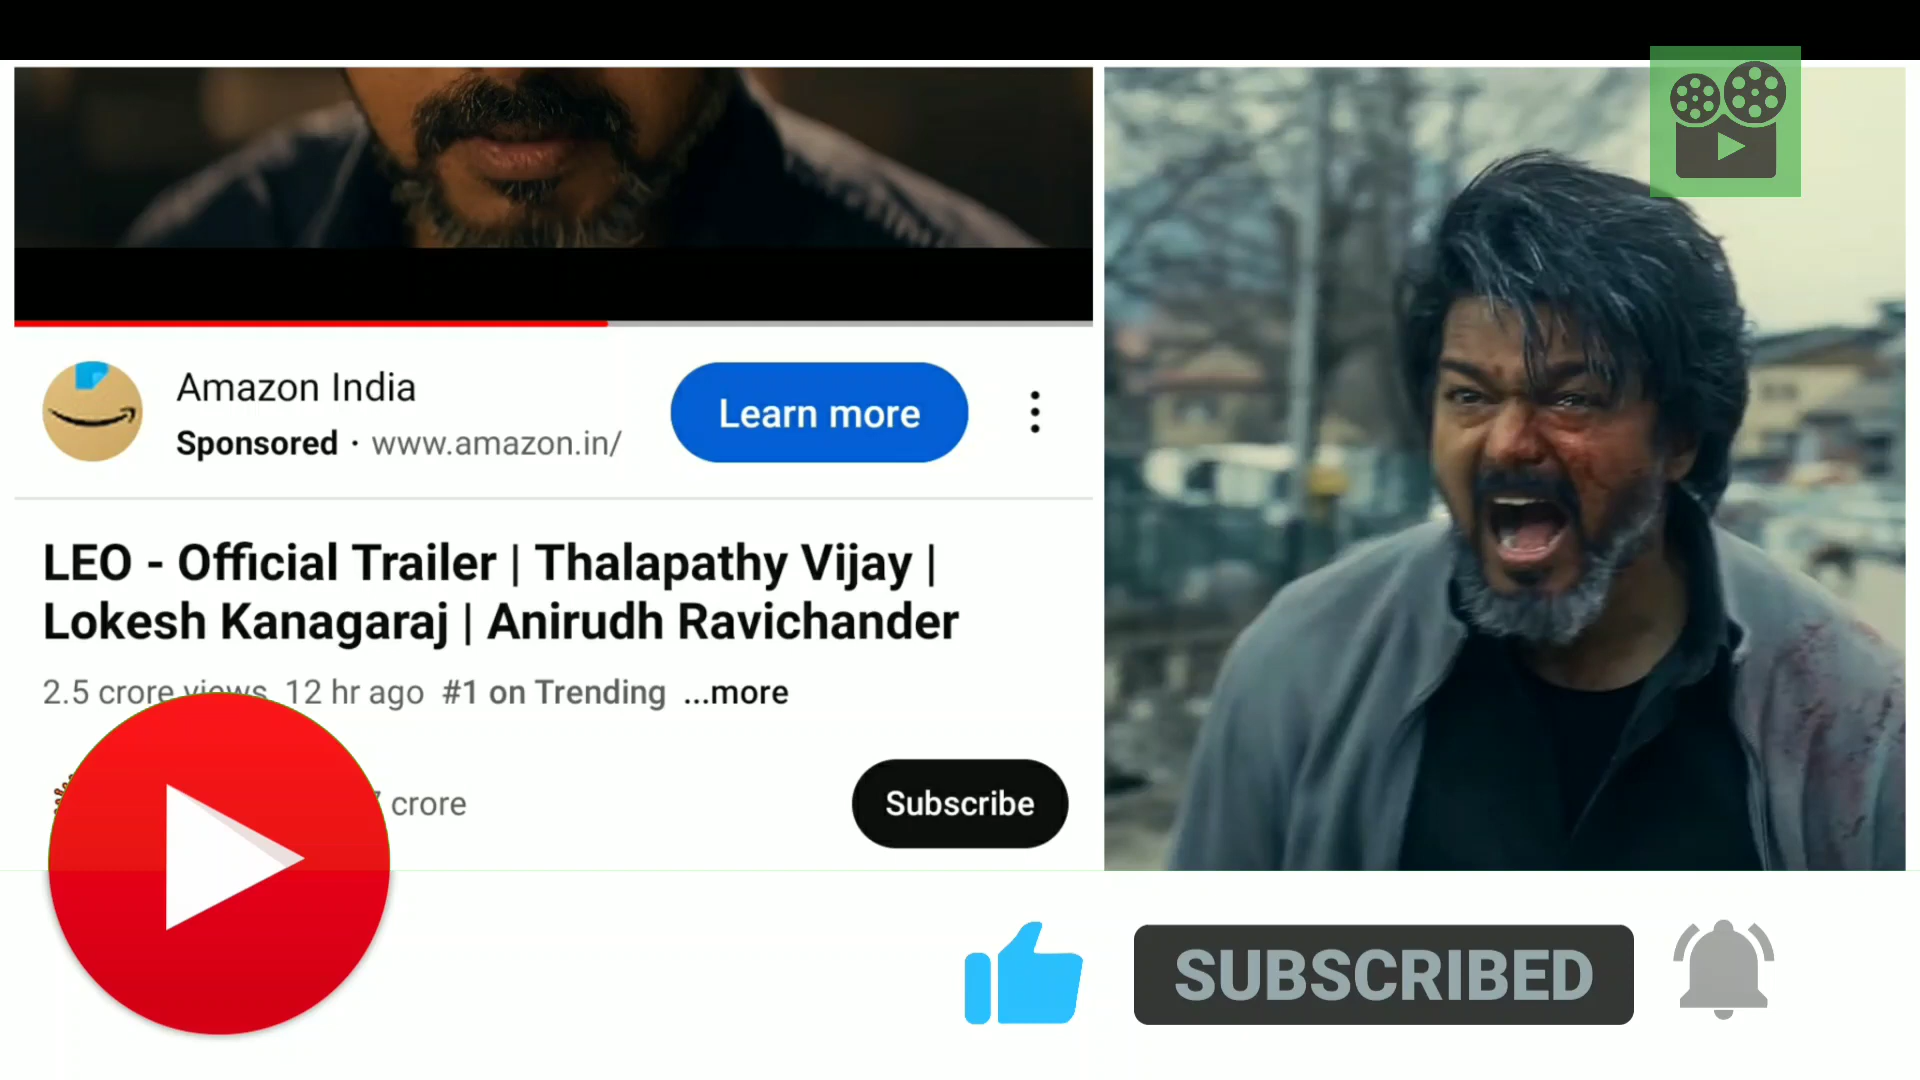 Amazon India
Sponsored · www.amazon.in/
Learn more
LEO - Official Trailer | Thalapathy Vijay |
Lokesh Kanagaraj | Anirudh Ravichander
2.5 crore views 12 hr ago #1 on Trending ...more
crore
Subscribe
SUBSCRIBED